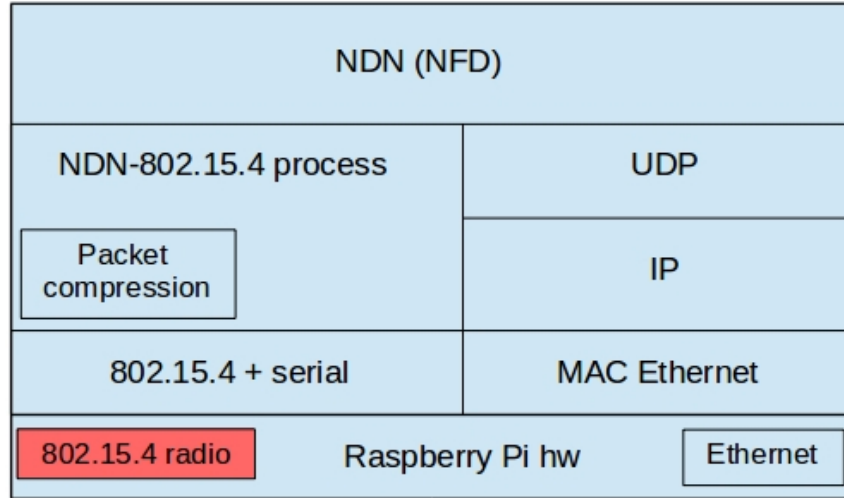 NDN (NFD)
NDN-802.15.4 process
UDP
Packet
compression
IP
802.15.4 + serial
MAC Ethernet
802.15.4 radio
Raspberry Pi hw
Ethernet